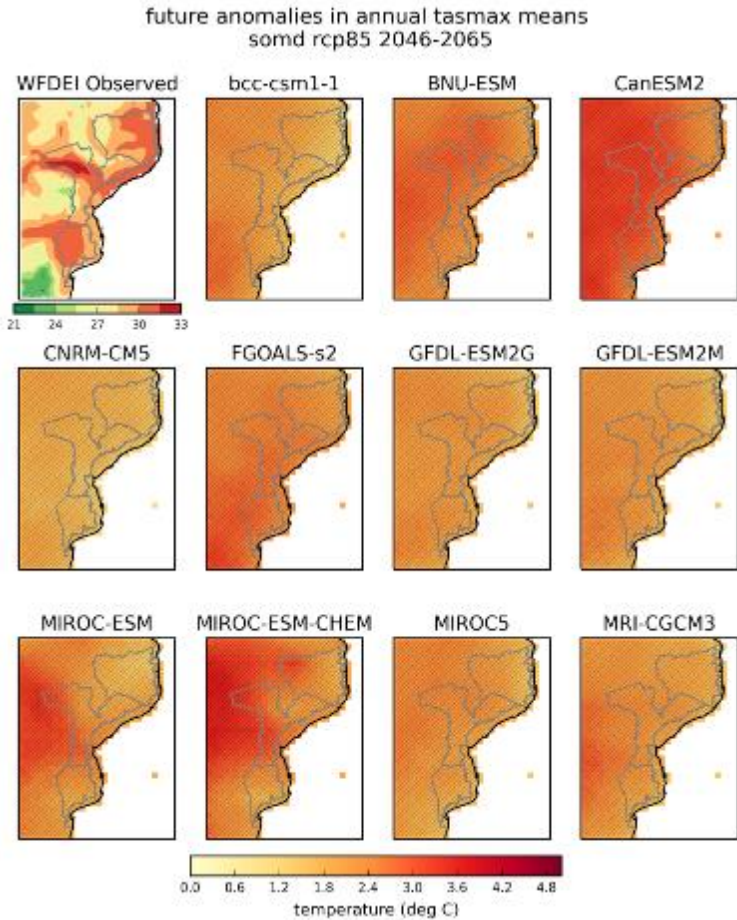 future anomalies in annual tasmax means
somd rcp85 2046-2065
WFDEI Observed bcc-csm1-1 BNU-ESM CanESM2
21 24 27 30 33
CNRM-CM5 FGOALS-s2 GFDL-ESM2G GFDL-ESM2M
MIROC-ESM MIROC-ESM-CHEM MIROC5 MRI-CGCM3
0.0 0.6 1.2 1.8 2.4 3.0 3.6 4.2 4.8
temperature (deg C)